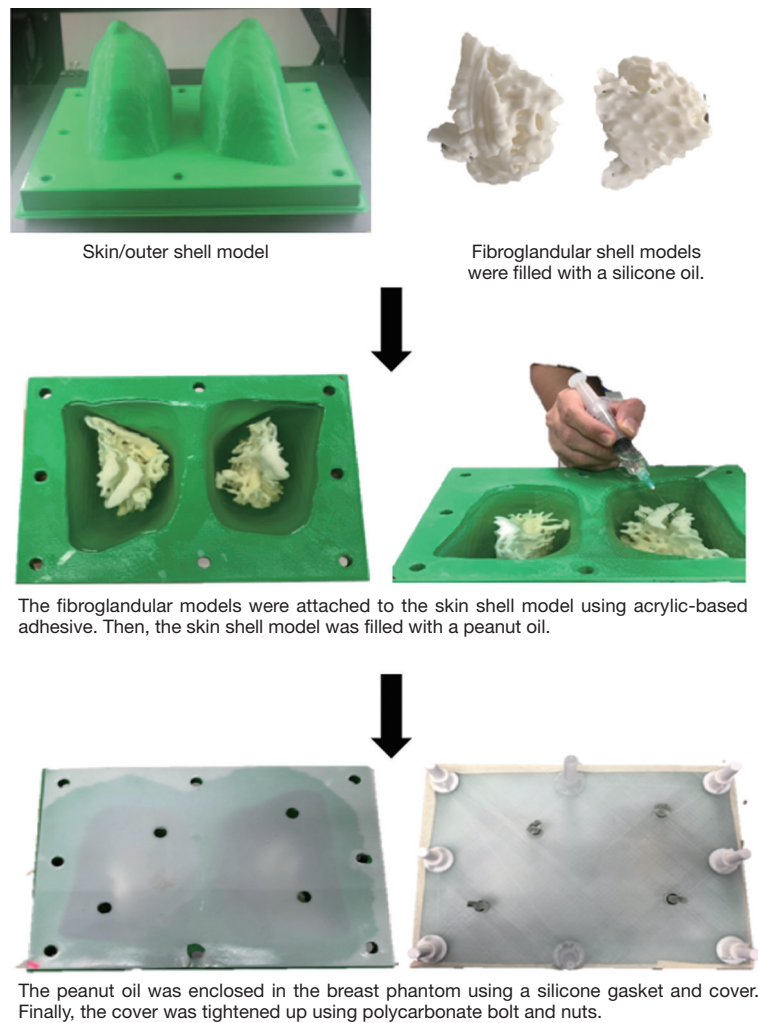 Skin/outer shell model
Fibroglandular shell models
were filled with a silicone oil.
The fibroglandular models were attached to the skin shell model using acrylic-based
adhesive. Then, the skin shell model was filled with a peanut oil.
The peanut oil was enclosed in the breast phantom using a silicone gasket and cover.
Finally, the cover was tightened up using polycarbonate bolt and nuts.